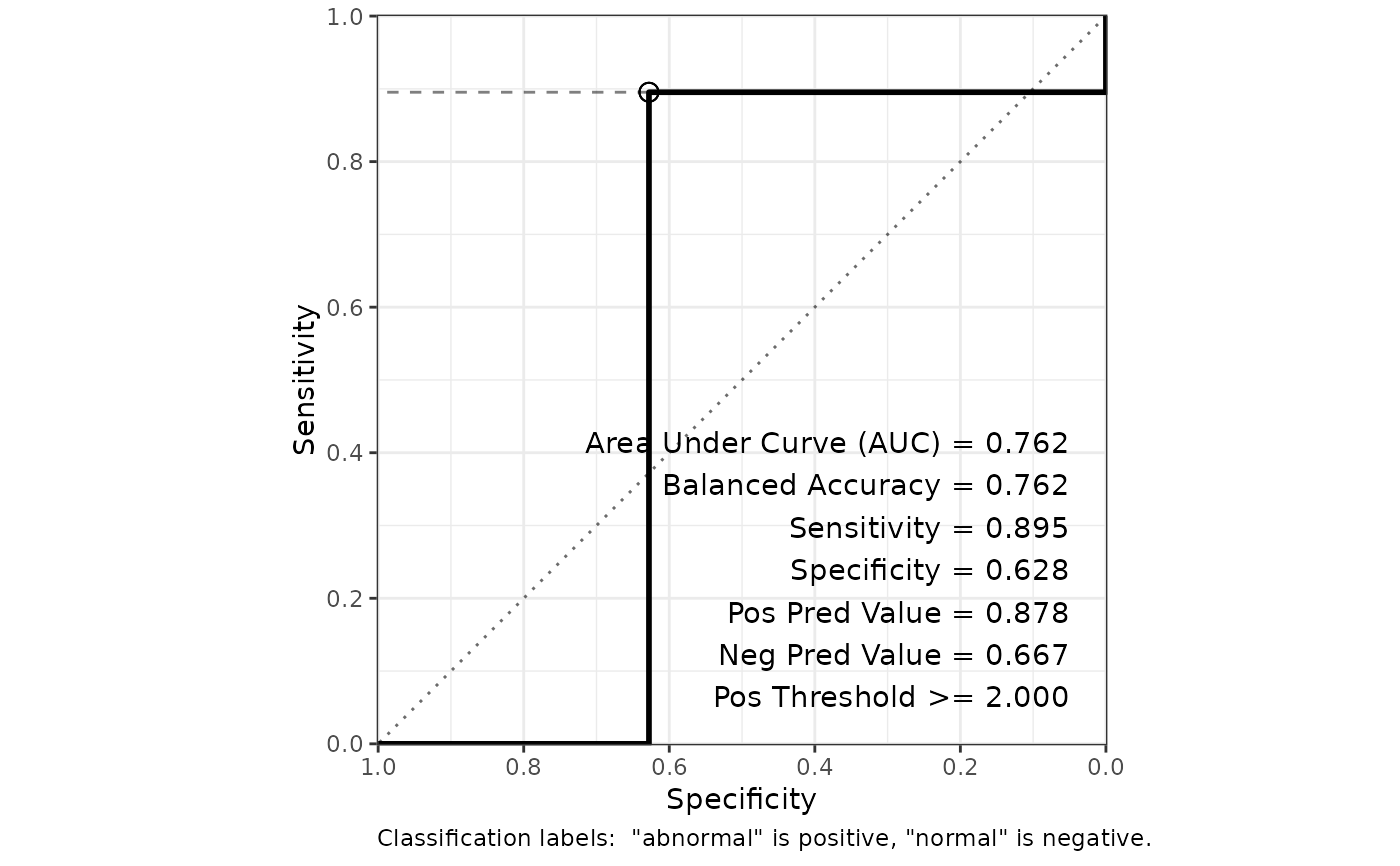 1.0
0.8
0.6
0.4
0.2
0.0
Sensitivity
Area Under Curve (AUC) = 0.762
Balanced Accuracy = 0.762
Sensitivity = 0.895
Specificity = 0.628
Pos Pred Value = 0.878
Neg Pred Value = 0.667
Pos Threshold >= 2.000
1.0 0.8 0.6 0.4 0.2 0.0
Specificity
Classification labels:  "abnormal" is positive, "normal" is negative.